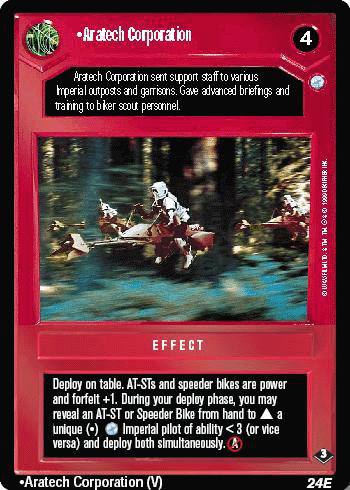 •Aratech Corporation
4
Aratech Corporation sent support staff to various
Imperial outposts and garrisons. Gave advanced briefings and
training to biker scout personnel.
EFFECT
Deploy on table. AT-STs and speeder bikes are power
and forfeit +1. During your deploy phase, you may
reveal an AT-ST or Speeder Bike from hand to ▲ a
unique (•) Imperial pilot of ability < 3 (or vice
versa) and deploy both simultaneously. A
3
•Aratech Corporation (V)
24E